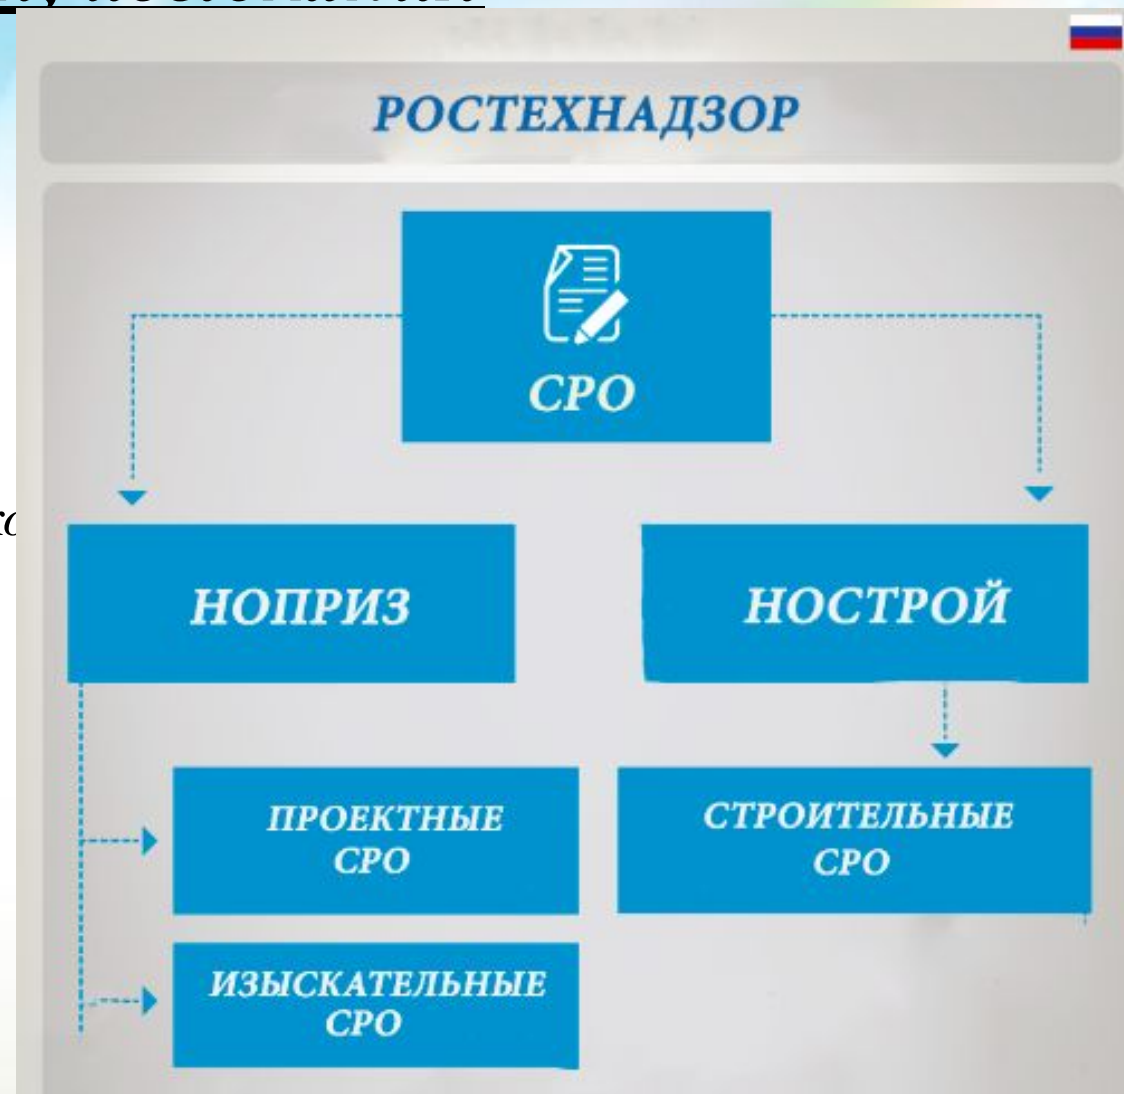 РОСТЕХНАДЗОР
СРО
НОПРИЗ
НОСТРОЙ
ПРОЕКТНЫЕ
СРО
СТРОИТЕЛЬНЫЕ
СРО
ИЗЫСКАТЕЛЬНЫЕ
СРО